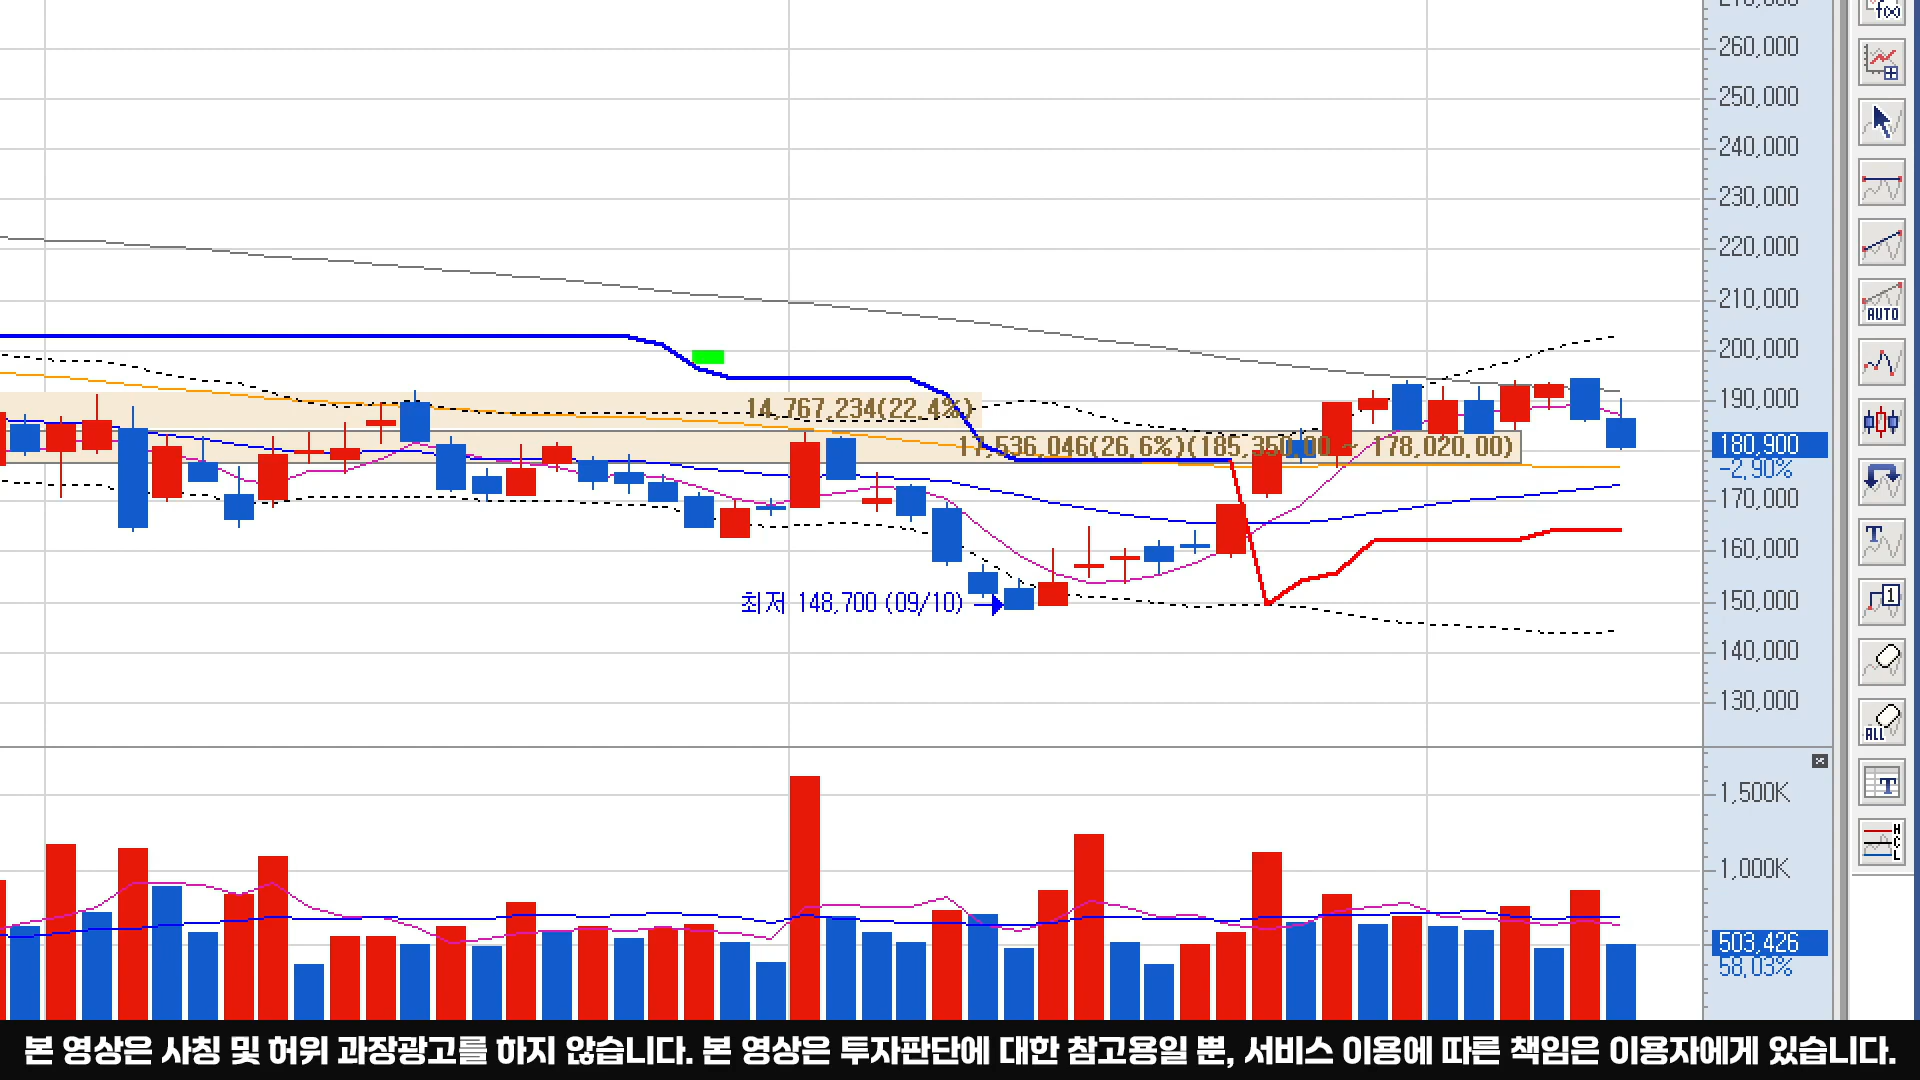 f(x)
260,000
250,000
240,000
230,000
220,000
210,000
AUTO
200,000
14,767,234(22.4%)
190,000
11,536,046(26.6%)(185,350.00 ~ 178,020.00)
180,900
-2.90%
170,000
T
160,000
최저 148,700 (09/10)
150,000
1
140,000
130,000
ALL
1,500K
T
H
C
L
1,000K
503,426
58.03%
본 영상은 사칭 및 허위 과장광고를 하지 않습니다. 본 영상은 투자판단에 대한 참고용일 뿐, 서비스 이용에 따른 책임은 이용자에게 있습니다.